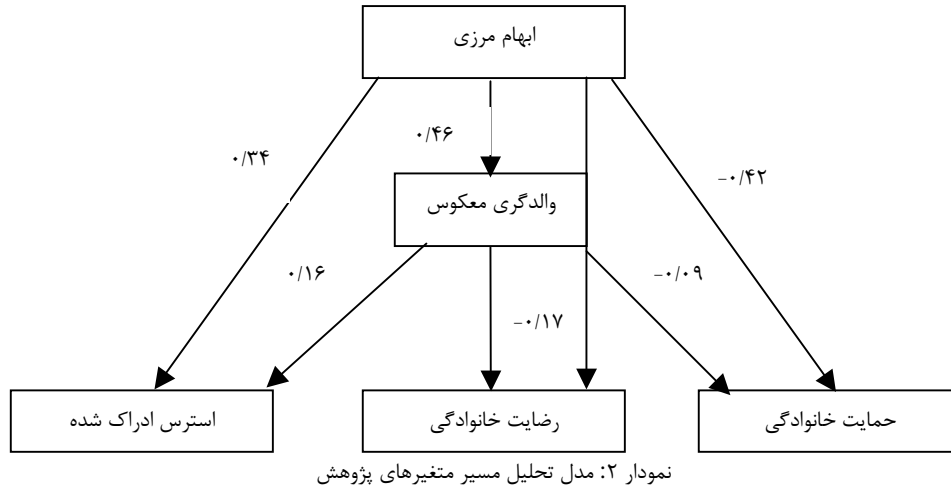 ابهام مرزی
۰/۳۴
۰/۴۶
-۰/۴۲
والدگری معکوس
۰/۱۶
-۰/۱۷
-۰/۰۹
حمایت خانوادگی
رضایت خانوادگی
استرس ادراک شده
نمودار ۲: مدل تحلیل مسیر متغیرهای پژوهش